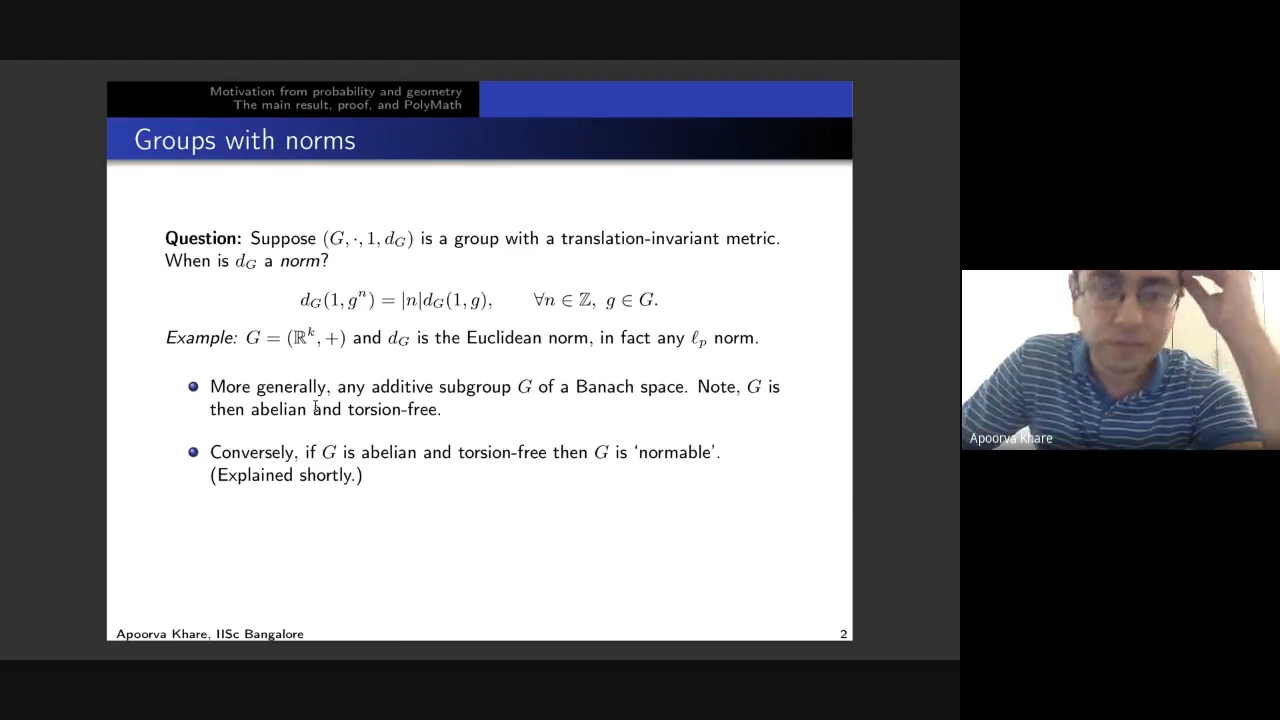 Motivation from probability and geometry
The main result, proof, and PolyMath
Groups with norms
Question: Suppose (G, ·, 1, d_G) is a group with a translation-invariant metric.
When is d_G a norm?
d_G(1, g^n) = |n|d_G(1, g), ∀n ∈ ℤ, g ∈ G.
Example: G = (ℝ^k, +) and d_G is the Euclidean norm, in fact any ℓ_p norm.
More generally, any additive subgroup G of a Banach space. Note, G is
then abelian and torsion-free.
Conversely, if G is abelian and torsion-free then G is ‘normable’.
(Explained shortly.)
Apoorva Khare, IISc Bangalore
2
Apoorva Khare